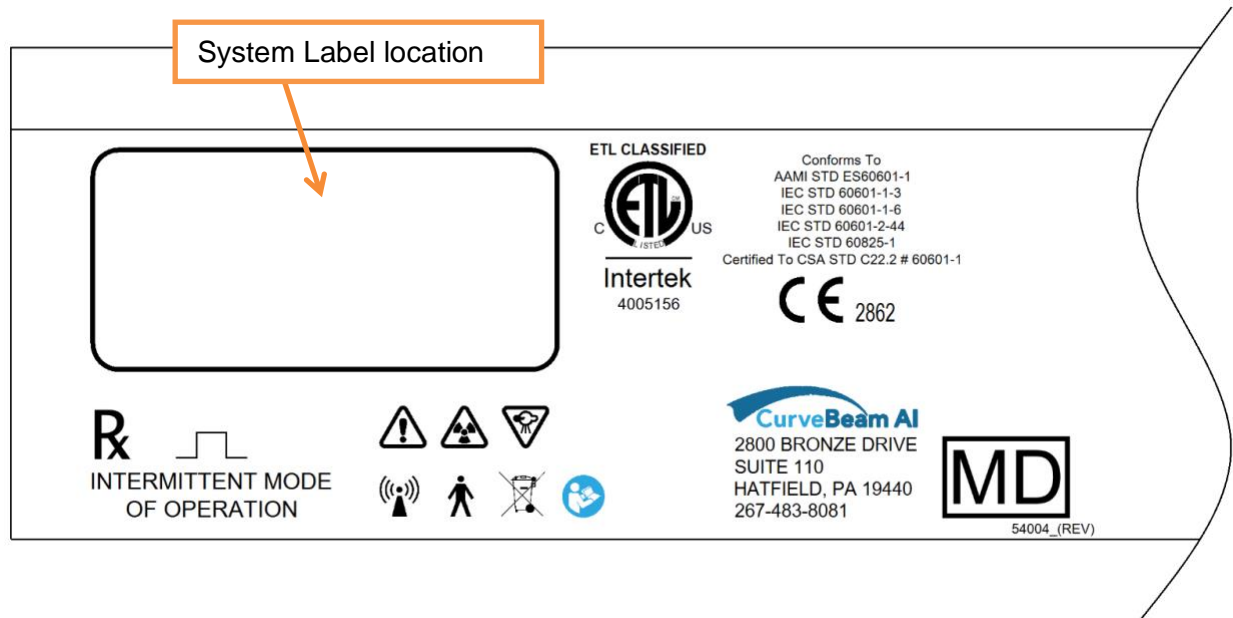 System Label location
ETL CLASSIFIED
ETL
C
US
LISTED
Intertek
4005156
Conforms To
AAMI STD ES60601-1
IEC STD 60601-1-3
IEC STD 60601-1-6
IEC STD 60601-2-44
IEC STD 60825-1
Certified To CSA STD C22.2 # 60601-1
CE 2862
Rx
INTERMITTENT MODE
OF OPERATION
CurveBeam AI
2800 BRONZE DRIVE
SUITE 110
HATFIELD, PA 19440
267-483-8081
MD
54004_(REV)